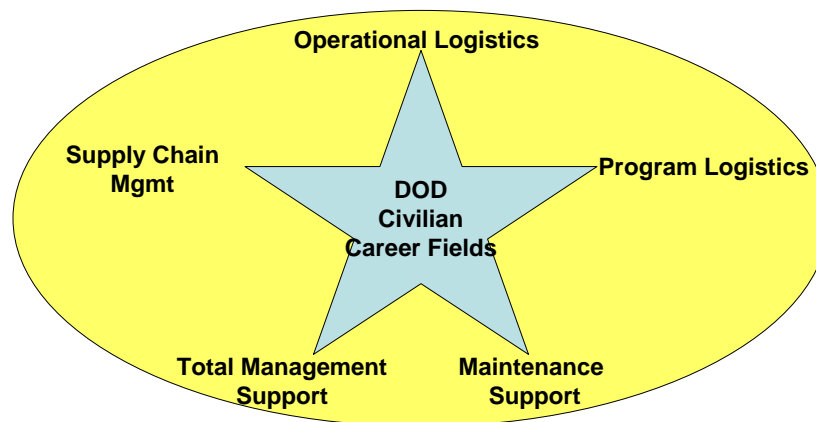 Operational Logistics
Supply Chain
Mgmt
Program Logistics
DOD
Civilian
Career Fields
Total Management
Support
Maintenance
Support